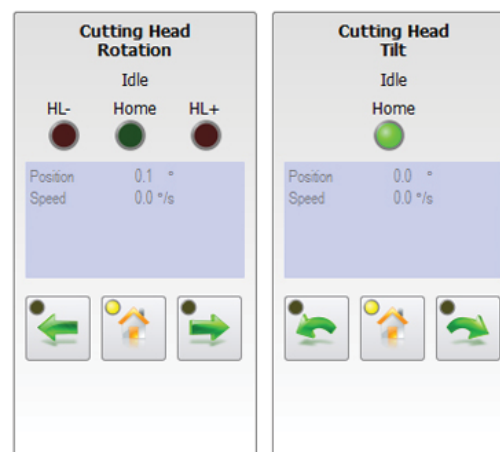 Cutting Head
Rotation
Idle
HL- Home HL+
Position 0.1 °
Speed 0.0 °/s
Cutting Head
Tilt
Idle
Home
Position 0.0 °
Speed 0.0 °/s